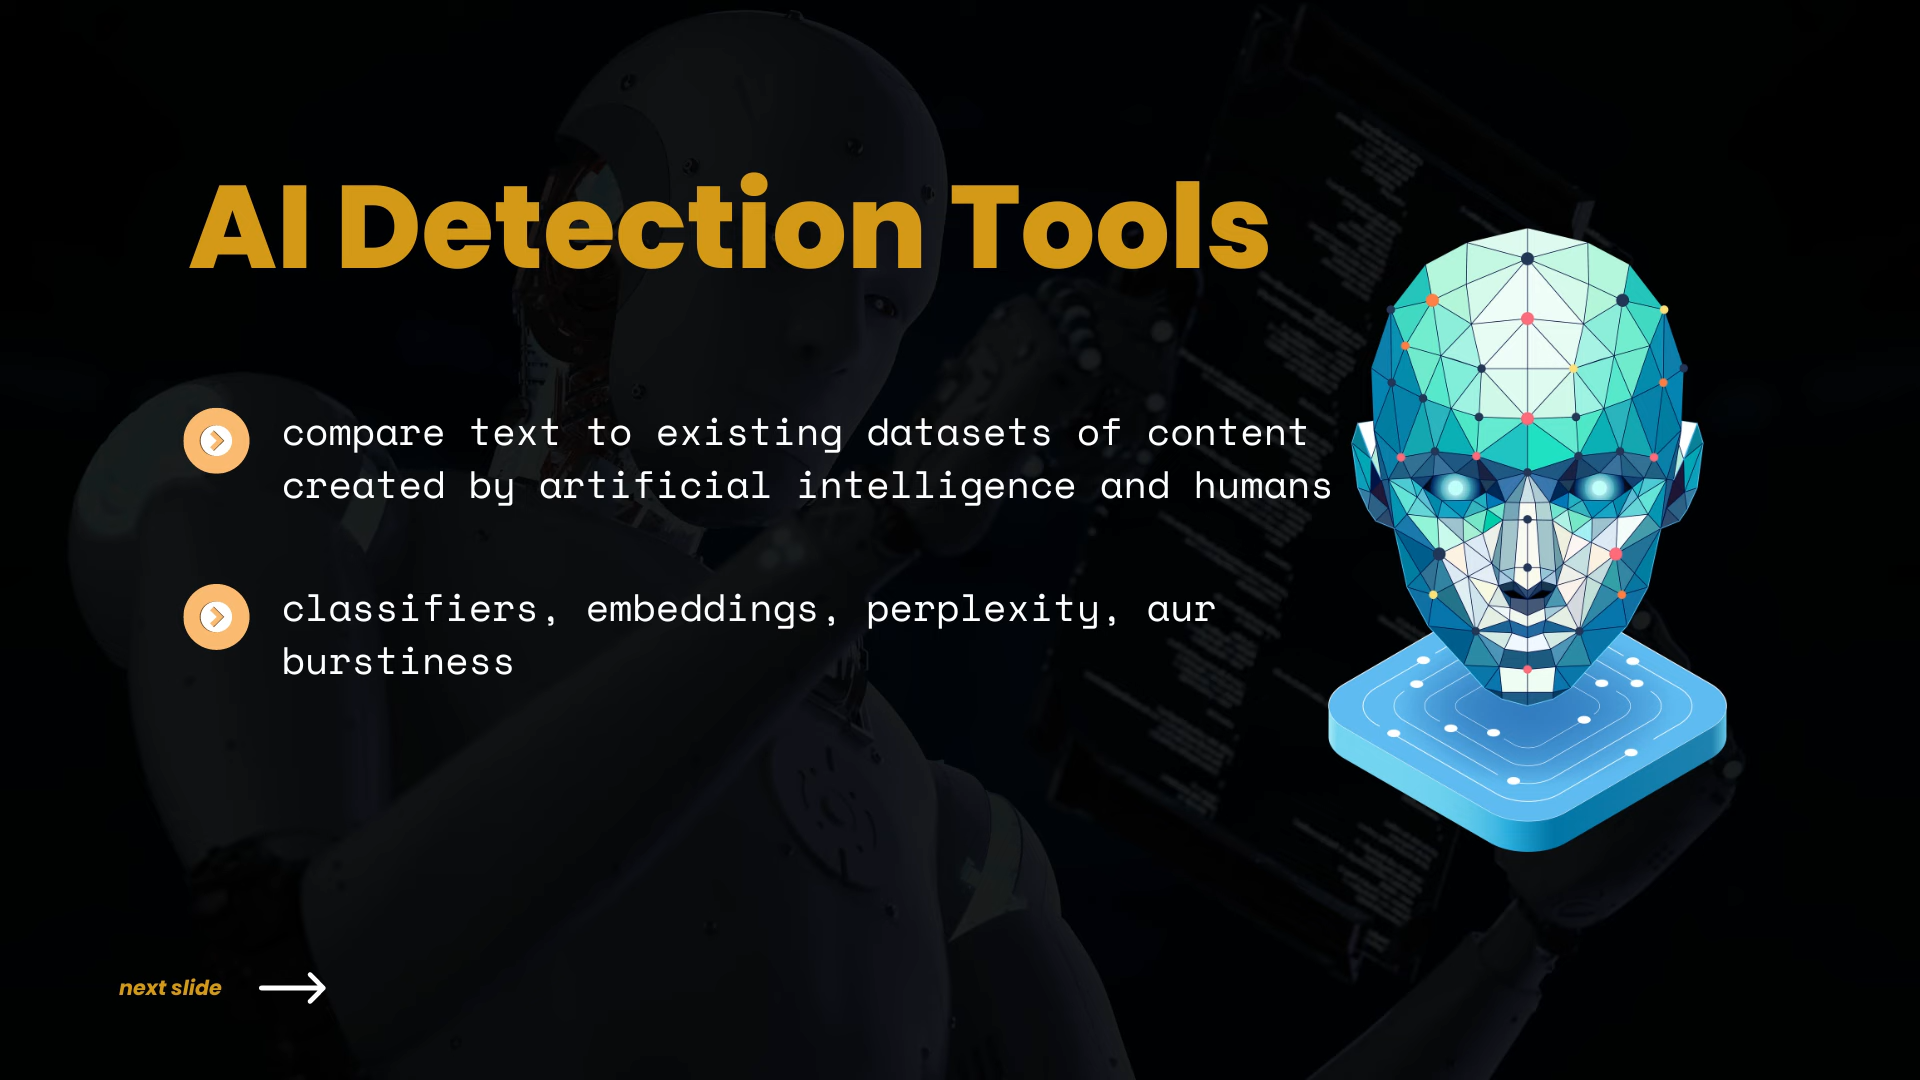 AI Detection Tools
compare text to existing datasets of content
created by artificial intelligence and humans
classifiers, embeddings, perplexity, aur
burstiness
next slide